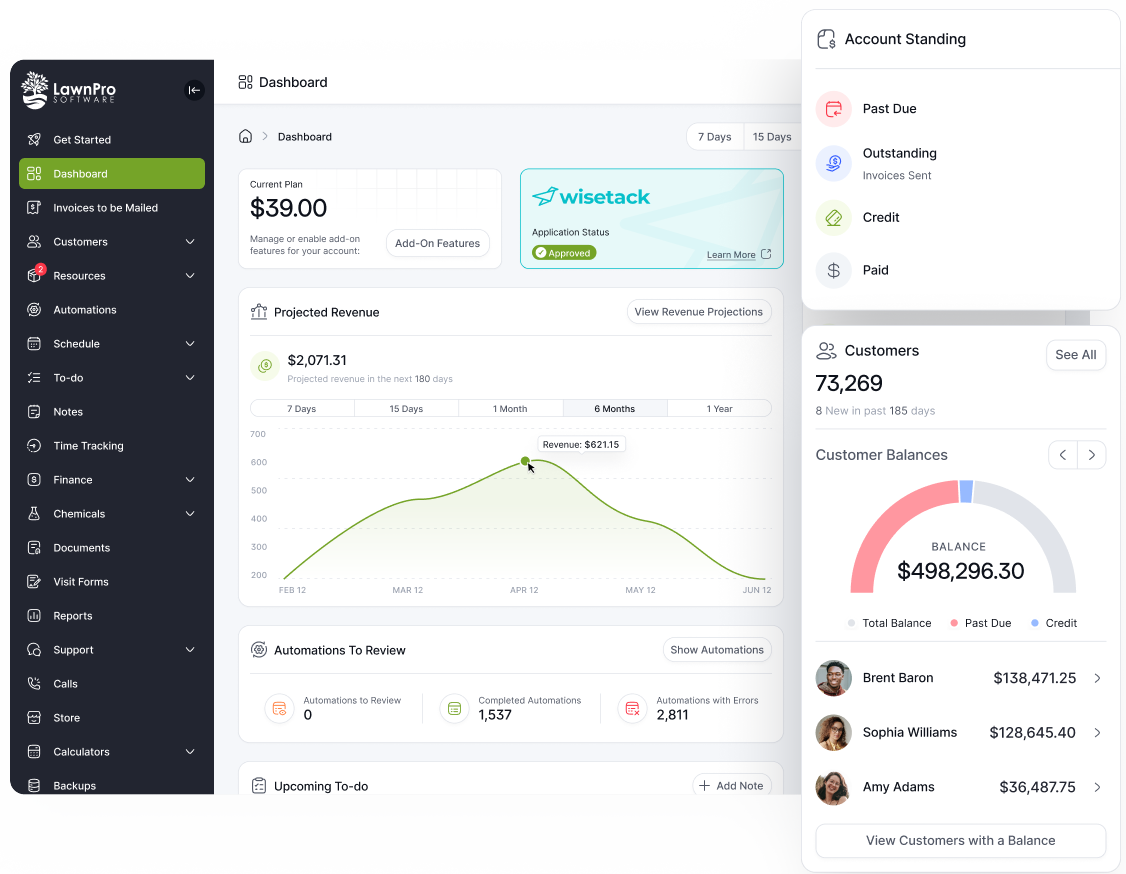 LawnPro
SOFTWARE
Get Started
Dashboard
Invoices to be Mailed
Customers
2
Resources
Automations
Schedule
To-do
Notes
Time Tracking
Finance
Chemicals
Documents
Visit Forms
Reports
Support
Calls
Store
Calculators
Backups
Dashboard
Dashboard
7 Days
15 Days
Current Plan
$39.00
Manage or enable add-on
features for your account:
Add-On Features
wisetack
Application Status
Approved
Learn More
Projected Revenue
View Revenue Projections
$2,071.31
Projected revenue in the next 180 days
7 Days
15 Days
1 Month
6 Months
1 Year
Revenue: $621.15
700
600
500
400
300
200
FEB 12
MAR 12
APR 12
MAY 12
JUN 12
Automations To Review
Show Automations
Automations to Review
0
Completed Automations
1,537
Automations with Errors
2,811
Upcoming To-do
Add Note
Account Standing
Past Due
Outstanding
Invoices Sent
Credit
Paid
Customers
See All
73,269
8 New in past 185 days
Customer Balances
BALANCE
$498,296.30
Total Balance
Past Due
Credit
Brent Baron
$138,471.25
Sophia Williams
$128,645.40
Amy Adams
$36,487.75
View Customers with a Balance